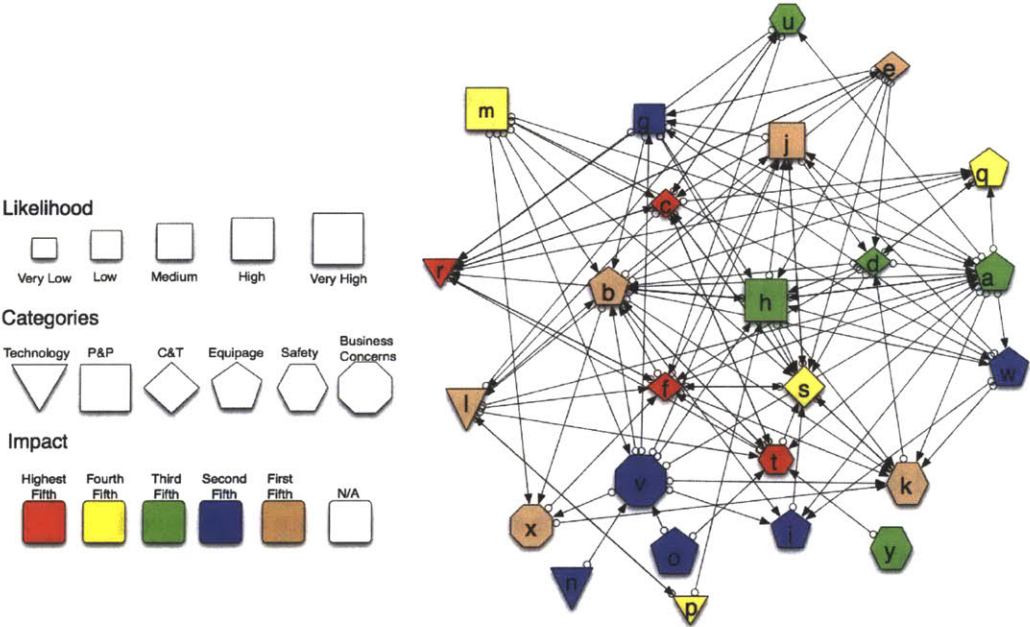 Likelihood
Very Low Low Medium High Very High
Categories
Technology P&P C&T Equipage Safety Business
Concerns
Impact
Highest Fourth Third Second First N/A
Fifth Fifth Fifth Fifth Fifth
u
e
m
g
j
q
c
r
b
h
d
a
w
l
f
s
t
k
v
x
i
o
y
n
p